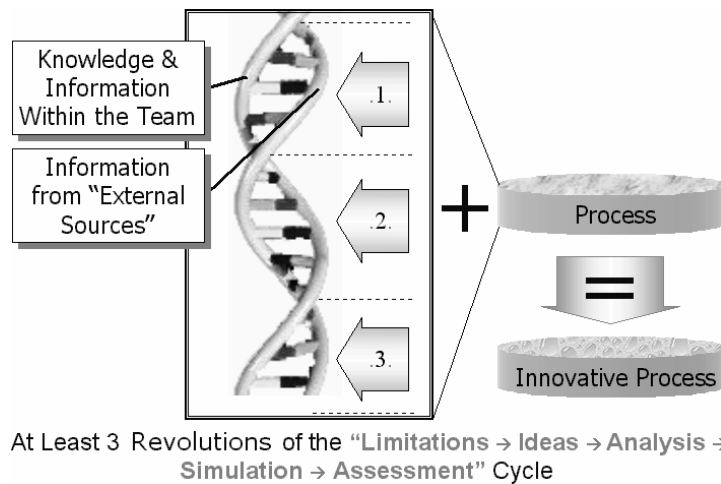 Knowledge &
Information
Within the Team
Information
from “External
Sources”
.1.
.2.
.3.
+
Process
=
Innovative Process
At Least 3 Revolutions of the “Limitations → Ideas → Analysis →
Simulation → Assessment” Cycle